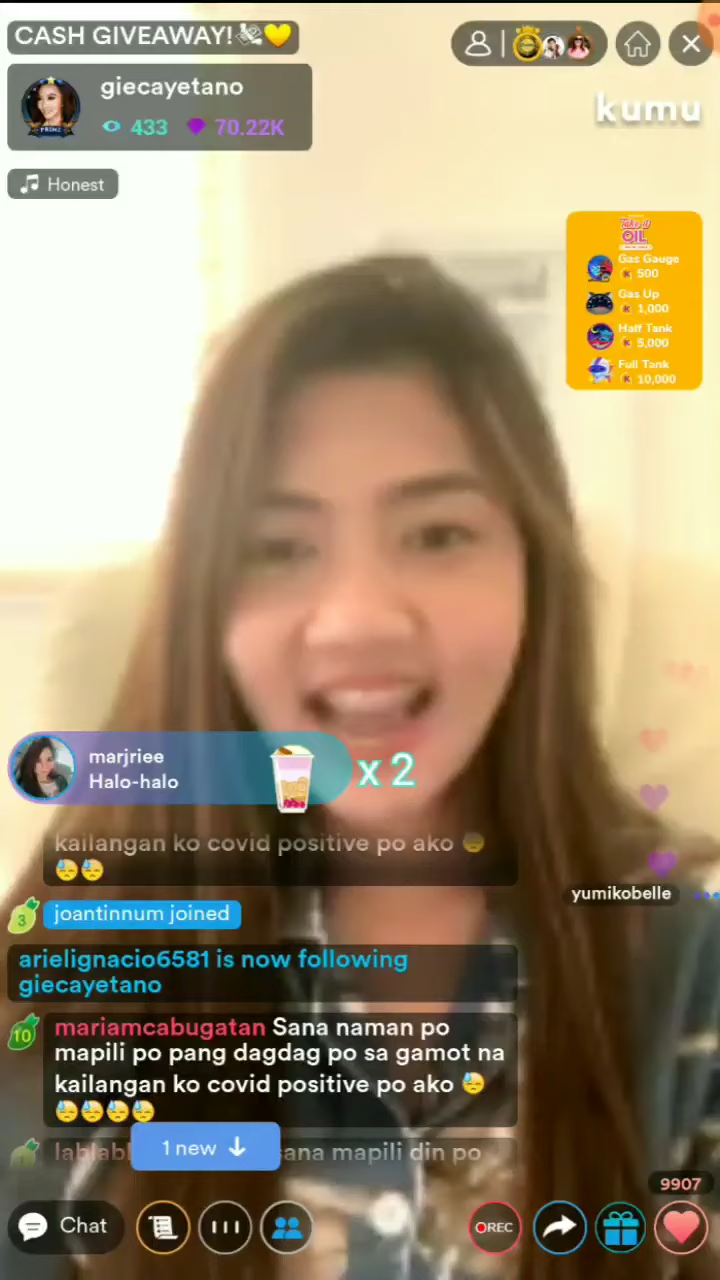 CASH GIVEAWAY!💸💛
giecayetano
433 70.22K
kumu
Honest
Take it
OIL
Gas Gauge
500
Gas Up
1,000
Half Tank
5,000
Full Tank
10,000
marjriee
Halo-halo
x 2
kailangan ko covid positive po ako 😓
😓😓
yumikobelle
3 joantinnum joined
arielignacio6581 is now following
giecayetano
10 mariamcabugatan Sana naman po
mapili po pang dagdag po sa gamot na
kailangan ko covid positive po ako 😓
😓😓😓😓
sana mapili din po
1 new ↓
9907
Chat
REC